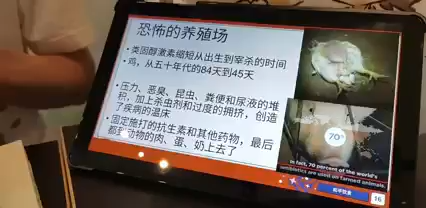 恐怖的养殖场
• 类固醇激素缩短从出生到宰杀的时间
• 鸡，从五十年代的84天到45天
• 压力、恶臭、昆虫、粪便和尿液的堆
积，加上杀虫剂和过度的拥挤，创造
了疾病的温床
• 固定施打的抗生素和其他药物，最后
都到动物的肉、蛋、奶上去了
70%
In fact, 70 percent of the world's
antibiotics are used on farmed animals.
16